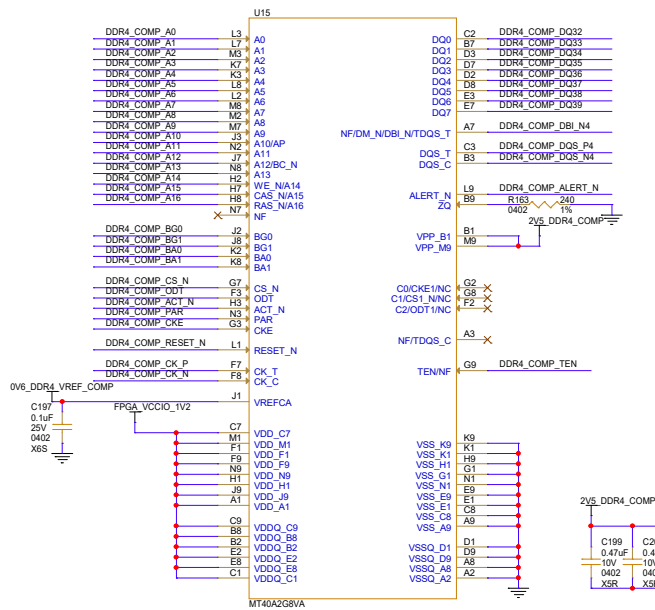 U15
DDR4_COMP_A0 L3 A0 DQ0 C2 DDR4_COMP_DQ32
DDR4_COMP_A1 L7 A1 DQ1 B7 DDR4_COMP_DQ33
DDR4_COMP_A2 M3 A2 DQ2 D3 DDR4_COMP_DQ34
DDR4_COMP_A3 K7 A3 DQ3 D7 DDR4_COMP_DQ35
DDR4_COMP_A4 K3 A4 DQ4 D2 DDR4_COMP_DQ36
DDR4_COMP_A5 L8 A5 DQ5 D8 DDR4_COMP_DQ37
DDR4_COMP_A6 L2 A6 DQ6 E3 DDR4_COMP_DQ38
DDR4_COMP_A7 M8 A7 DQ7 E7 DDR4_COMP_DQ39
DDR4_COMP_A8 M2 A8
DDR4_COMP_A9 M7 A9 NF/DM_N/DBI_N/TDQS_T A7 DDR4_COMP_DBI_N4
DDR4_COMP_A10 J3 A10/AP
DDR4_COMP_A11 N2 A11 DQS_T C3 DDR4_COMP_DQS_P4
DDR4_COMP_A12 J7 A12/BC_N DQS_C B3 DDR4_COMP_DQS_N4
DDR4_COMP_A13 N8 A13
DDR4_COMP_A14 H2 WE_N/A14
DDR4_COMP_A15 H7 CAS_N/A15 ALERT_N L9 DDR4_COMP_ALERT_N
DDR4_COMP_A16 H8 RAS_N/A16 ZQ B9 R163 240
N7 NF 0402 1%
2V5_DDR4_COMP
DDR4_COMP_BG0 J2 BG0 VPP_B1 B1
DDR4_COMP_BG1 J8 BG1 VPP_M9 M9
DDR4_COMP_BA0 K2 BA0
DDR4_COMP_BA1 K8 BA1
DDR4_COMP_CS_N G7 CS_N C0/CKE1/NC G2
DDR4_COMP_ODT F3 ODT C1/CS1_N/NC G8
DDR4_COMP_ACT_N H3 ACT_N C2/ODT1/NC F2
DDR4_COMP_PAR N3 PAR
DDR4_COMP_CKE G3 CKE
NF/TDQS_C A3
DDR4_COMP_RESET_N L1 RESET_N
DDR4_COMP_CK_P F7 CK_T TEN/NF G9 DDR4_COMP_TEN
DDR4_COMP_CK_N F8 CK_C
0V6_DDR4_VREF_COMP J1 VREFCA
C197
0.1uF
25V
0402
X6S
FPGA_VCCIO_1V2
C7 VDD_C7 VSS_K9 K9
M1 VDD_M1 VSS_K1 K1
F1 VDD_F1 VSS_H9 H9
F9 VDD_F9 VSS_G1 G1
N9 VDD_N9 VSS_N1 N1
H1 VDD_H1 VSS_E9 E9
J9 VDD_J9 VSS_E1 E1
A1 VDD_A1 VSS_C8 C8
VSS_A9 A9
C9 VDDQ_C9
B8 VDDQ_B8 VSSQ_D1 D1
B2 VDDQ_B2 VSSQ_D9 D9
E2 VDDQ_E2 VSSQ_A8 A8
E8 VDDQ_E8 VSSQ_A2 A2
C1 VDDQ_C1
MT40A2G8VA
2V5_DDR4_COMP
C199
0.47uF
10V
0402
X5R